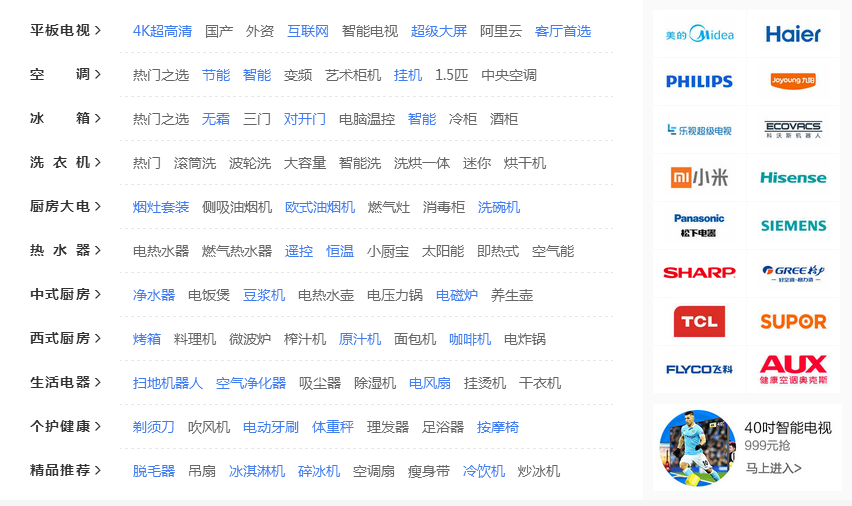 平板电视 > 4K超高清 国产 外资 互联网 智能电视 超级大屏 阿里云 客厅首选
空调 > 热门之选 节能 智能 变频 艺术柜机 挂机 1.5匹 中央空调
冰箱 > 热门之选 无霜 三门 对开门 电脑温控 智能 冷柜 酒柜
洗衣机 > 热门 滚筒洗 波轮洗 大容量 智能洗 洗烘一体 迷你 烘干机
厨房大电 > 烟灶套装 侧吸油烟机 欧式油烟机 燃气灶 消毒柜 洗碗机
热水器 > 电热水器 燃气热水器 遥控 恒温 小厨宝 太阳能 即热式 空气能
中式厨房 > 净水器 电饭煲 豆浆机 电热水壶 电压力锅 电磁炉 养生壶
西式厨房 > 烤箱 料理机 微波炉 榨汁机 原汁机 面包机 咖啡机 电炸锅
生活电器 > 扫地机器人 空气净化器 吸尘器 除湿机 电风扇 挂烫机 干衣机
个护健康 > 剃须刀 吹风机 电动牙刷 体重秤 理发器 足浴器 按摩椅
精品推荐 > 脱毛器 吊扇 冰淇淋机 碎冰机 空调扇 瘦身带 冷饮机 炒冰机
美的 Midea
Haier
PHILIPS
Joyoung九阳
乐视超级电视
ECOVACS
科沃斯机器人
mi 小米
Hisense
Panasonic
松下电器
SIEMENS
SHARP
GREE格力
好空调·格力造
TCL
SUPOR
FLYCO飞科
AUX
健康空调奥克斯
40吋智能电视
999元抢
马上进入>